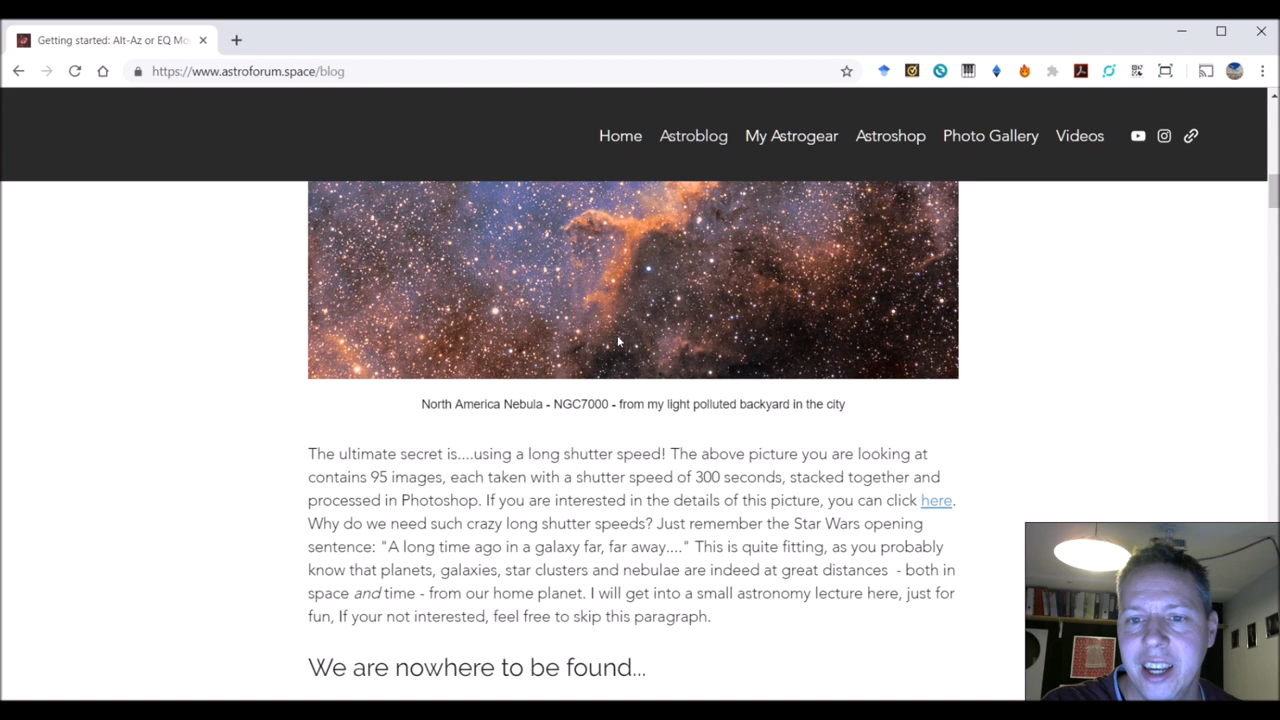 Getting started: Alt-Az or EQ Mo
https://www.astroforum.space/blog
Home Astroblog My Astrogear Astroshop Photo Gallery Videos
North America Nebula - NGC7000 - from my light polluted backyard in the city
The ultimate secret is....using a long shutter speed! The above picture you are looking at
contains 95 images, each taken with a shutter speed of 300 seconds, stacked together and
processed in Photoshop. If you are interested in the details of this picture, you can click here.
Why do we need such crazy long shutter speeds? Just remember the Star Wars opening
sentence: "A long time ago in a galaxy far, far away...." This is quite fitting, as you probably
know that planets, galaxies, star clusters and nebulae are indeed at great distances - both in
space and time - from our home planet. I will get into a small astronomy lecture here, just for
fun, If your not interested, feel free to skip this paragraph.
We are nowhere to be found...